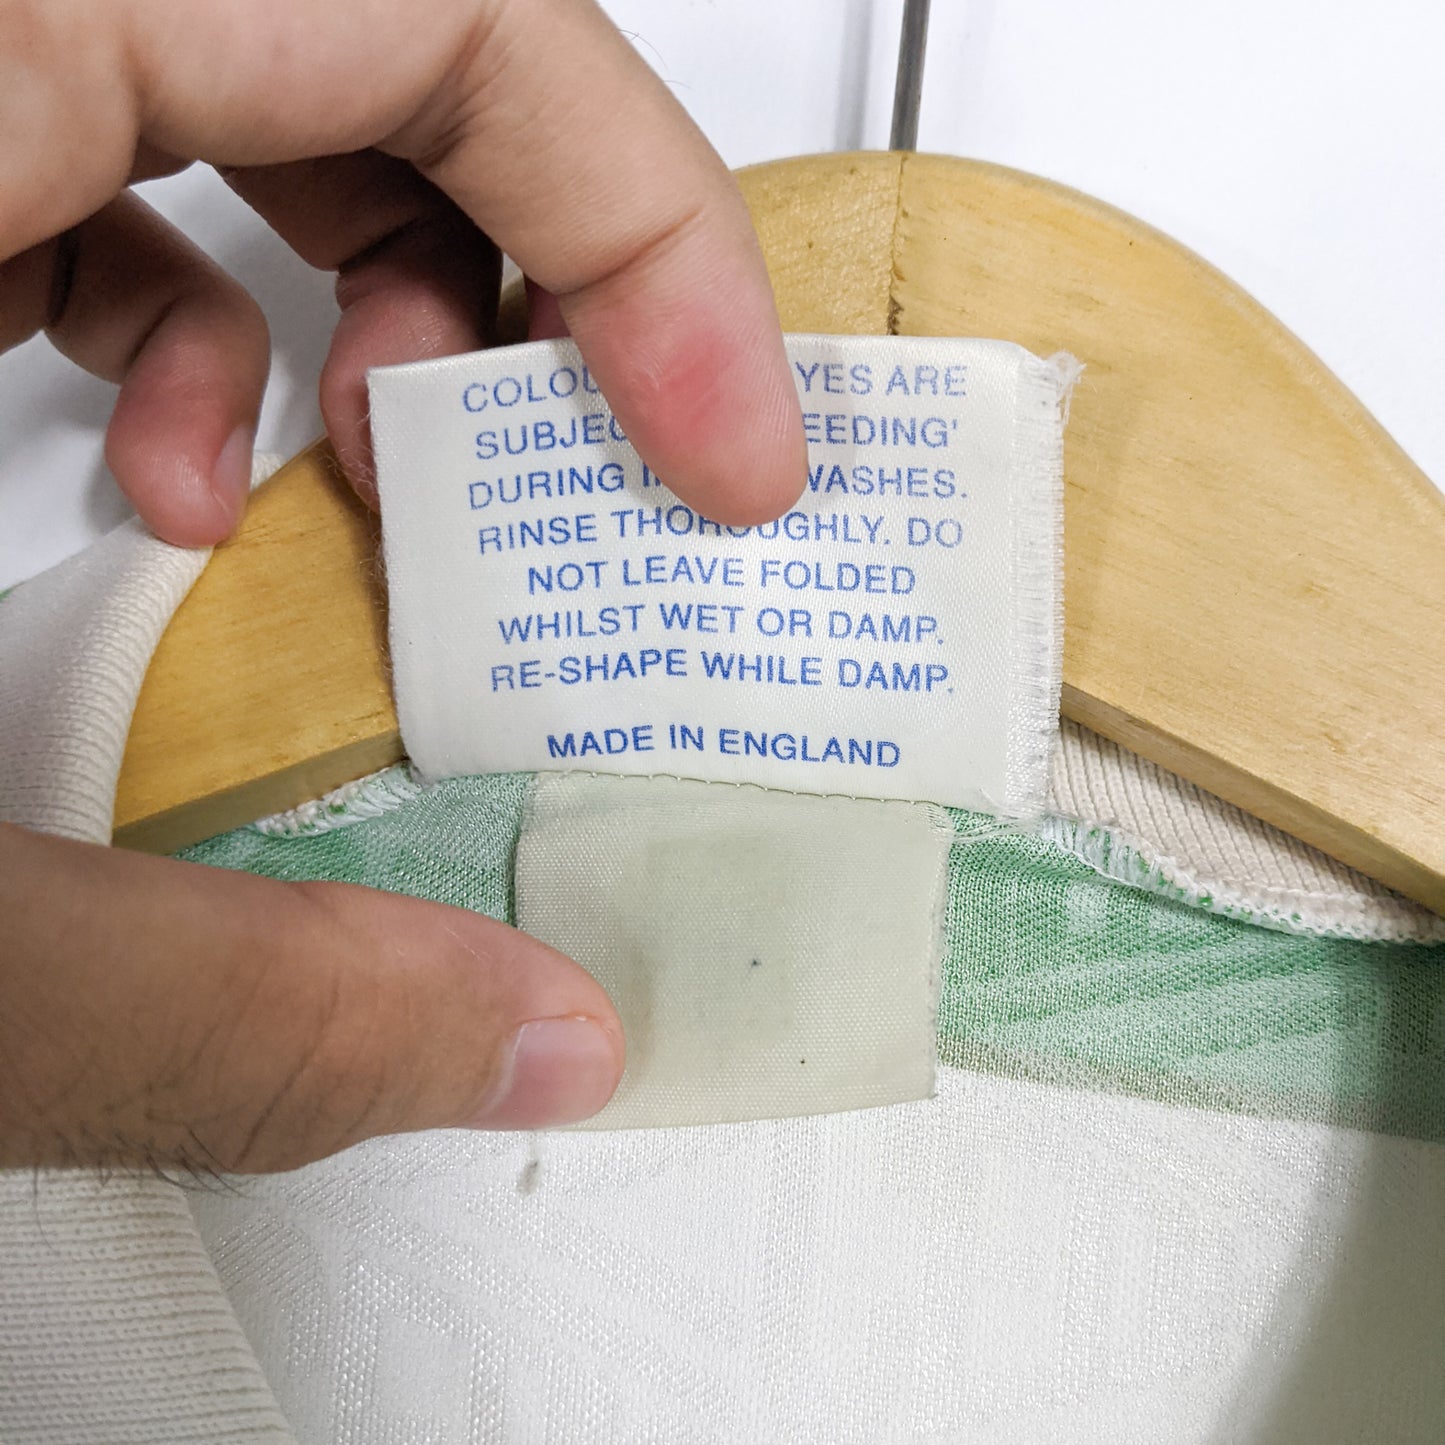 COLOU YES ARE
SUBJEC EEDING'
DURING I WASHES.
RINSE THOROUGHLY. DO
NOT LEAVE FOLDED
WHILST WET OR DAMP.
RE-SHAPE WHILE DAMP.
MADE IN ENGLAND